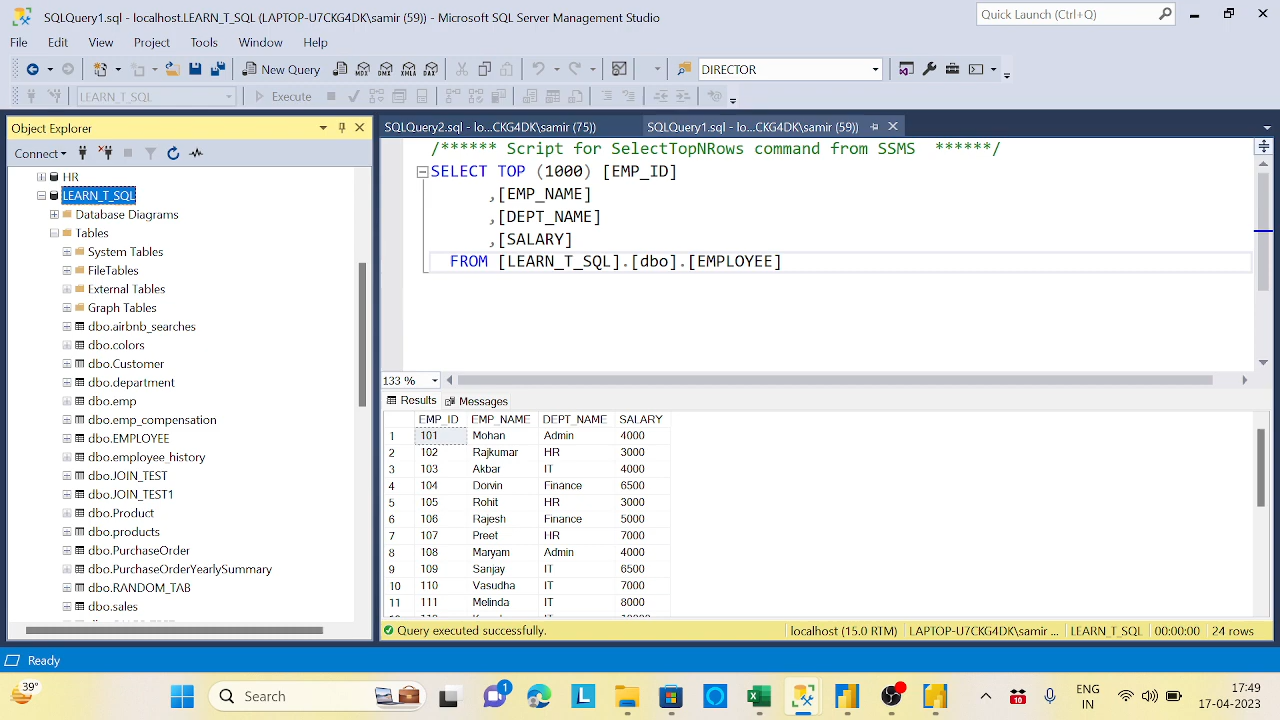 SQLQuery1.sql - localhost.LEARN_T_SQL (LAPTOP-U7CKG4DK\samir (59)) - Microsoft SQL Server Management Studio
Quick Launch (Ctrl+Q)
File Edit View Project Tools Window Help
New Query MDX DMX XMLA DAX DIRECTOR
LEARN_T_SQL Execute
Object Explorer
Connect
HR
LEARN_T_SQL
Database Diagrams
Tables
System Tables
FileTables
External Tables
Graph Tables
dbo.airbnb_searches
dbo.colors
dbo.Customer
dbo.department
dbo.emp
dbo.emp_compensation
dbo.EMPLOYEE
dbo.employee_history
dbo.JOIN_TEST
dbo.JOIN_TEST1
dbo.Product
dbo.products
dbo.PurchaseOrder
dbo.PurchaseOrderYearlySummary
dbo.RANDOM_TAB
dbo.sales
SQLQuery2.sql - lo...CKG4DK\samir (75)) SQLQuery1.sql - lo...CKG4DK\samir (59))
/****** Script for SelectTopNRows command from SSMS ******/
SELECT TOP (1000) [EMP_ID]
,[EMP_NAME]
,[DEPT_NAME]
,[SALARY]
FROM [LEARN_T_SQL].[dbo].[EMPLOYEE]
133 %
Results Messages
EMP_ID EMP_NAME DEPT_NAME SALARY
1 101 Mohan Admin 4000
2 102 Rajkumar HR 3000
3 103 Akbar IT 4000
4 104 Dorvin Finance 6500
5 105 Rohit HR 3000
6 106 Rajesh Finance 5000
7 107 Preet HR 7000
8 108 Maryam Admin 4000
9 109 Sanjay IT 6500
10 110 Vasudha IT 7000
11 111 Melinda IT 8000
Query executed successfully. localhost (15.0 RTM) LAPTOP-U7CKG4DK\samir ... LEARN_T_SQL 00:00:00 24 rows
Ready
39° Search 1 L 10 ENG IN 17:49 17-04-2023